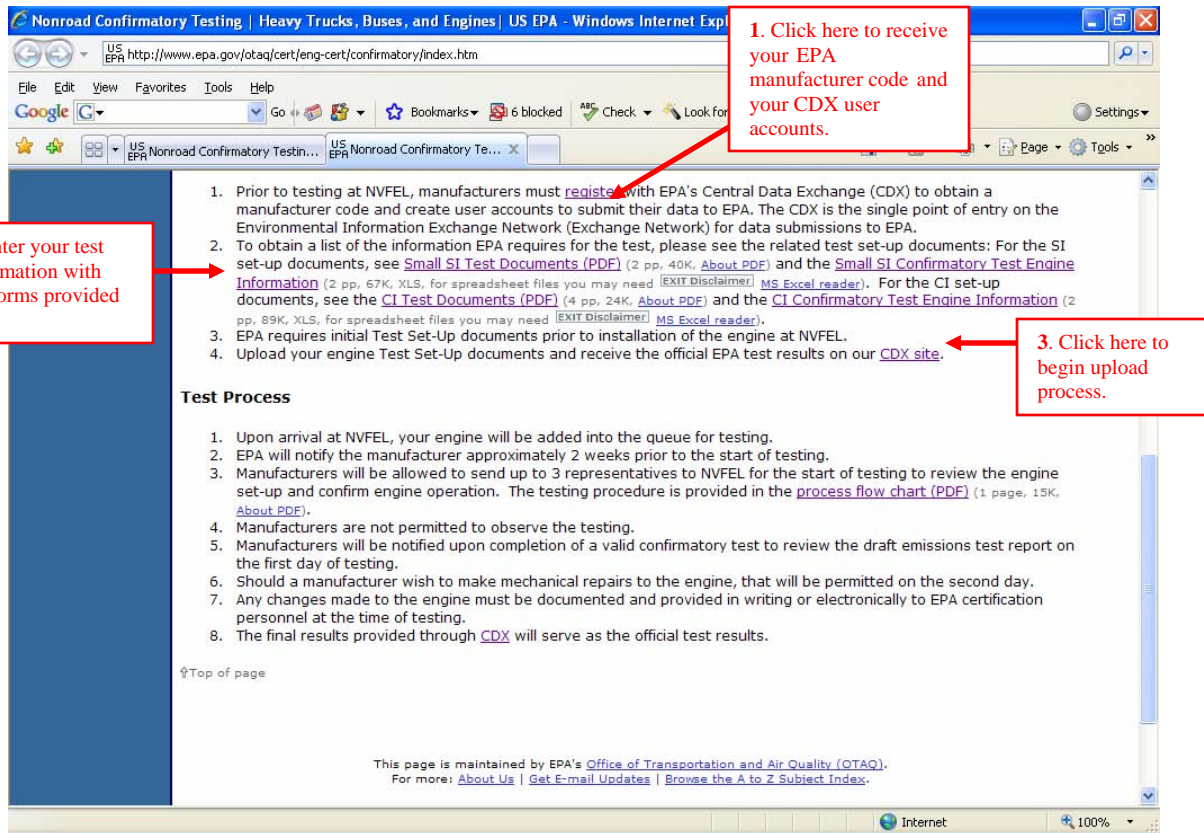 Nonroad Confirmatory Testing | Heavy Trucks, Buses, and Engines| US EPA - Windows Internet Expl
http://www.epa.gov/otaq/cert/eng-cert/confirmatory/index.htm
File Edit View Favorites Tools Help
Google G Go 6 blocked Bookmarks Check Look for Settings
US EPA Nonroad Confirmatory Testin... US EPA Nonroad Confirmatory Te... X Page Tools »
1. Click here to receive
your EPA
manufacturer code and
your CDX user
accounts.
1. Prior to testing at NVFEL, manufacturers must register with EPA's Central Data Exchange (CDX) to obtain a
manufacturer code and create user accounts to submit their data to EPA. The CDX is the single point of entry on the
Environmental Information Exchange Network (Exchange Network) for data submissions to EPA.
2. To obtain a list of the information EPA requires for the test, please see the related test set-up documents: For the SI
set-up documents, see Small SI Test Documents (PDF) (2 pp, 40K, About PDF) and the Small SI Confirmatory Test Engine
Information (2 pp, 67K, XLS, for spreadsheet files you may need EXIT Disclaimer MS Excel reader). For the CI set-up
documents, see the CI Test Documents (PDF) (4 pp, 24K, About PDF) and the CI Confirmatory Test Engine Information (2
pp, 89K, XLS, for spreadsheet files you may need EXIT Disclaimer MS Excel reader).
3. EPA requires initial Test Set-Up documents prior to installation of the engine at NVFEL.
4. Upload your engine Test Set-Up documents and receive the official EPA test results on our CDX site.
nter your test
rmation with
orms provided
3. Click here to
begin upload
process.
Test Process
1. Upon arrival at NVFEL, your engine will be added into the queue for testing.
2. EPA will notify the manufacturer approximately 2 weeks prior to the start of testing.
3. Manufacturers will be allowed to send up to 3 representatives to NVFEL for the start of testing to review the engine
set-up and confirm engine operation. The testing procedure is provided in the process flow chart (PDF) (1 page, 15K,
About PDF).
4. Manufacturers are not permitted to observe the testing.
5. Manufacturers will be notified upon completion of a valid confirmatory test to review the draft emissions test report on
the first day of testing.
6. Should a manufacturer wish to make mechanical repairs to the engine, that will be permitted on the second day.
7. Any changes made to the engine must be documented and provided in writing or electronically to EPA certification
personnel at the time of testing.
8. The final results provided through CDX will serve as the official test results.
Top of page
This page is maintained by EPA's Office of Transportation and Air Quality (OTAQ).
For more: About Us | Get E-mail Updates | Browse the A to Z Subject Index.
Internet 100%